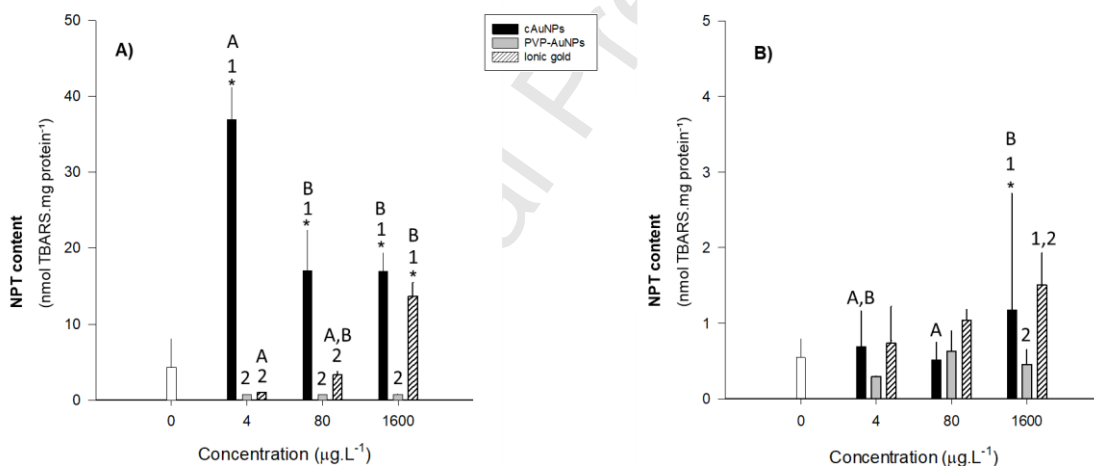 A)
50
40
30
20
10
0
NPT content
(nmol TBARS.mg protein⁻¹)
A
1
*
2
A
2
B
1
*
2
A,B
2
B
1
*
2
B
1
*
0 4 80 1600
Concentration (µg.L⁻¹)
cAuNPs
PVP-AuNPs
Ionic gold
B)
5
4
3
2
1
0
NPT content
(nmol TBARS.mg protein⁻¹)
A,B
A
B
1
*
2
1,2
0 4 80 1600
Concentration (µg.L⁻¹)